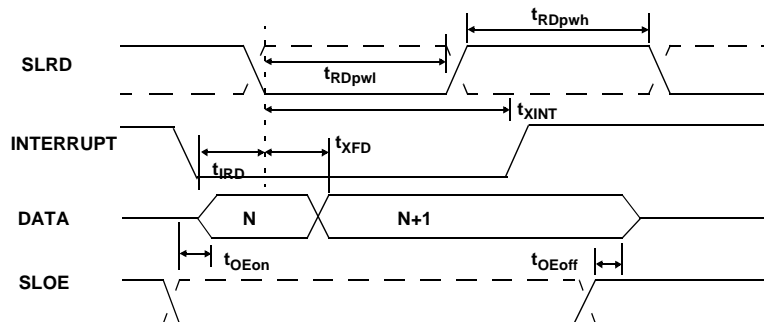 tRDpwh
SLRD
tRDpwl
tXINT
INTERRUPT
tXFD
tIRD
DATA
N
N+1
tOEon
tOEoff
SLOE